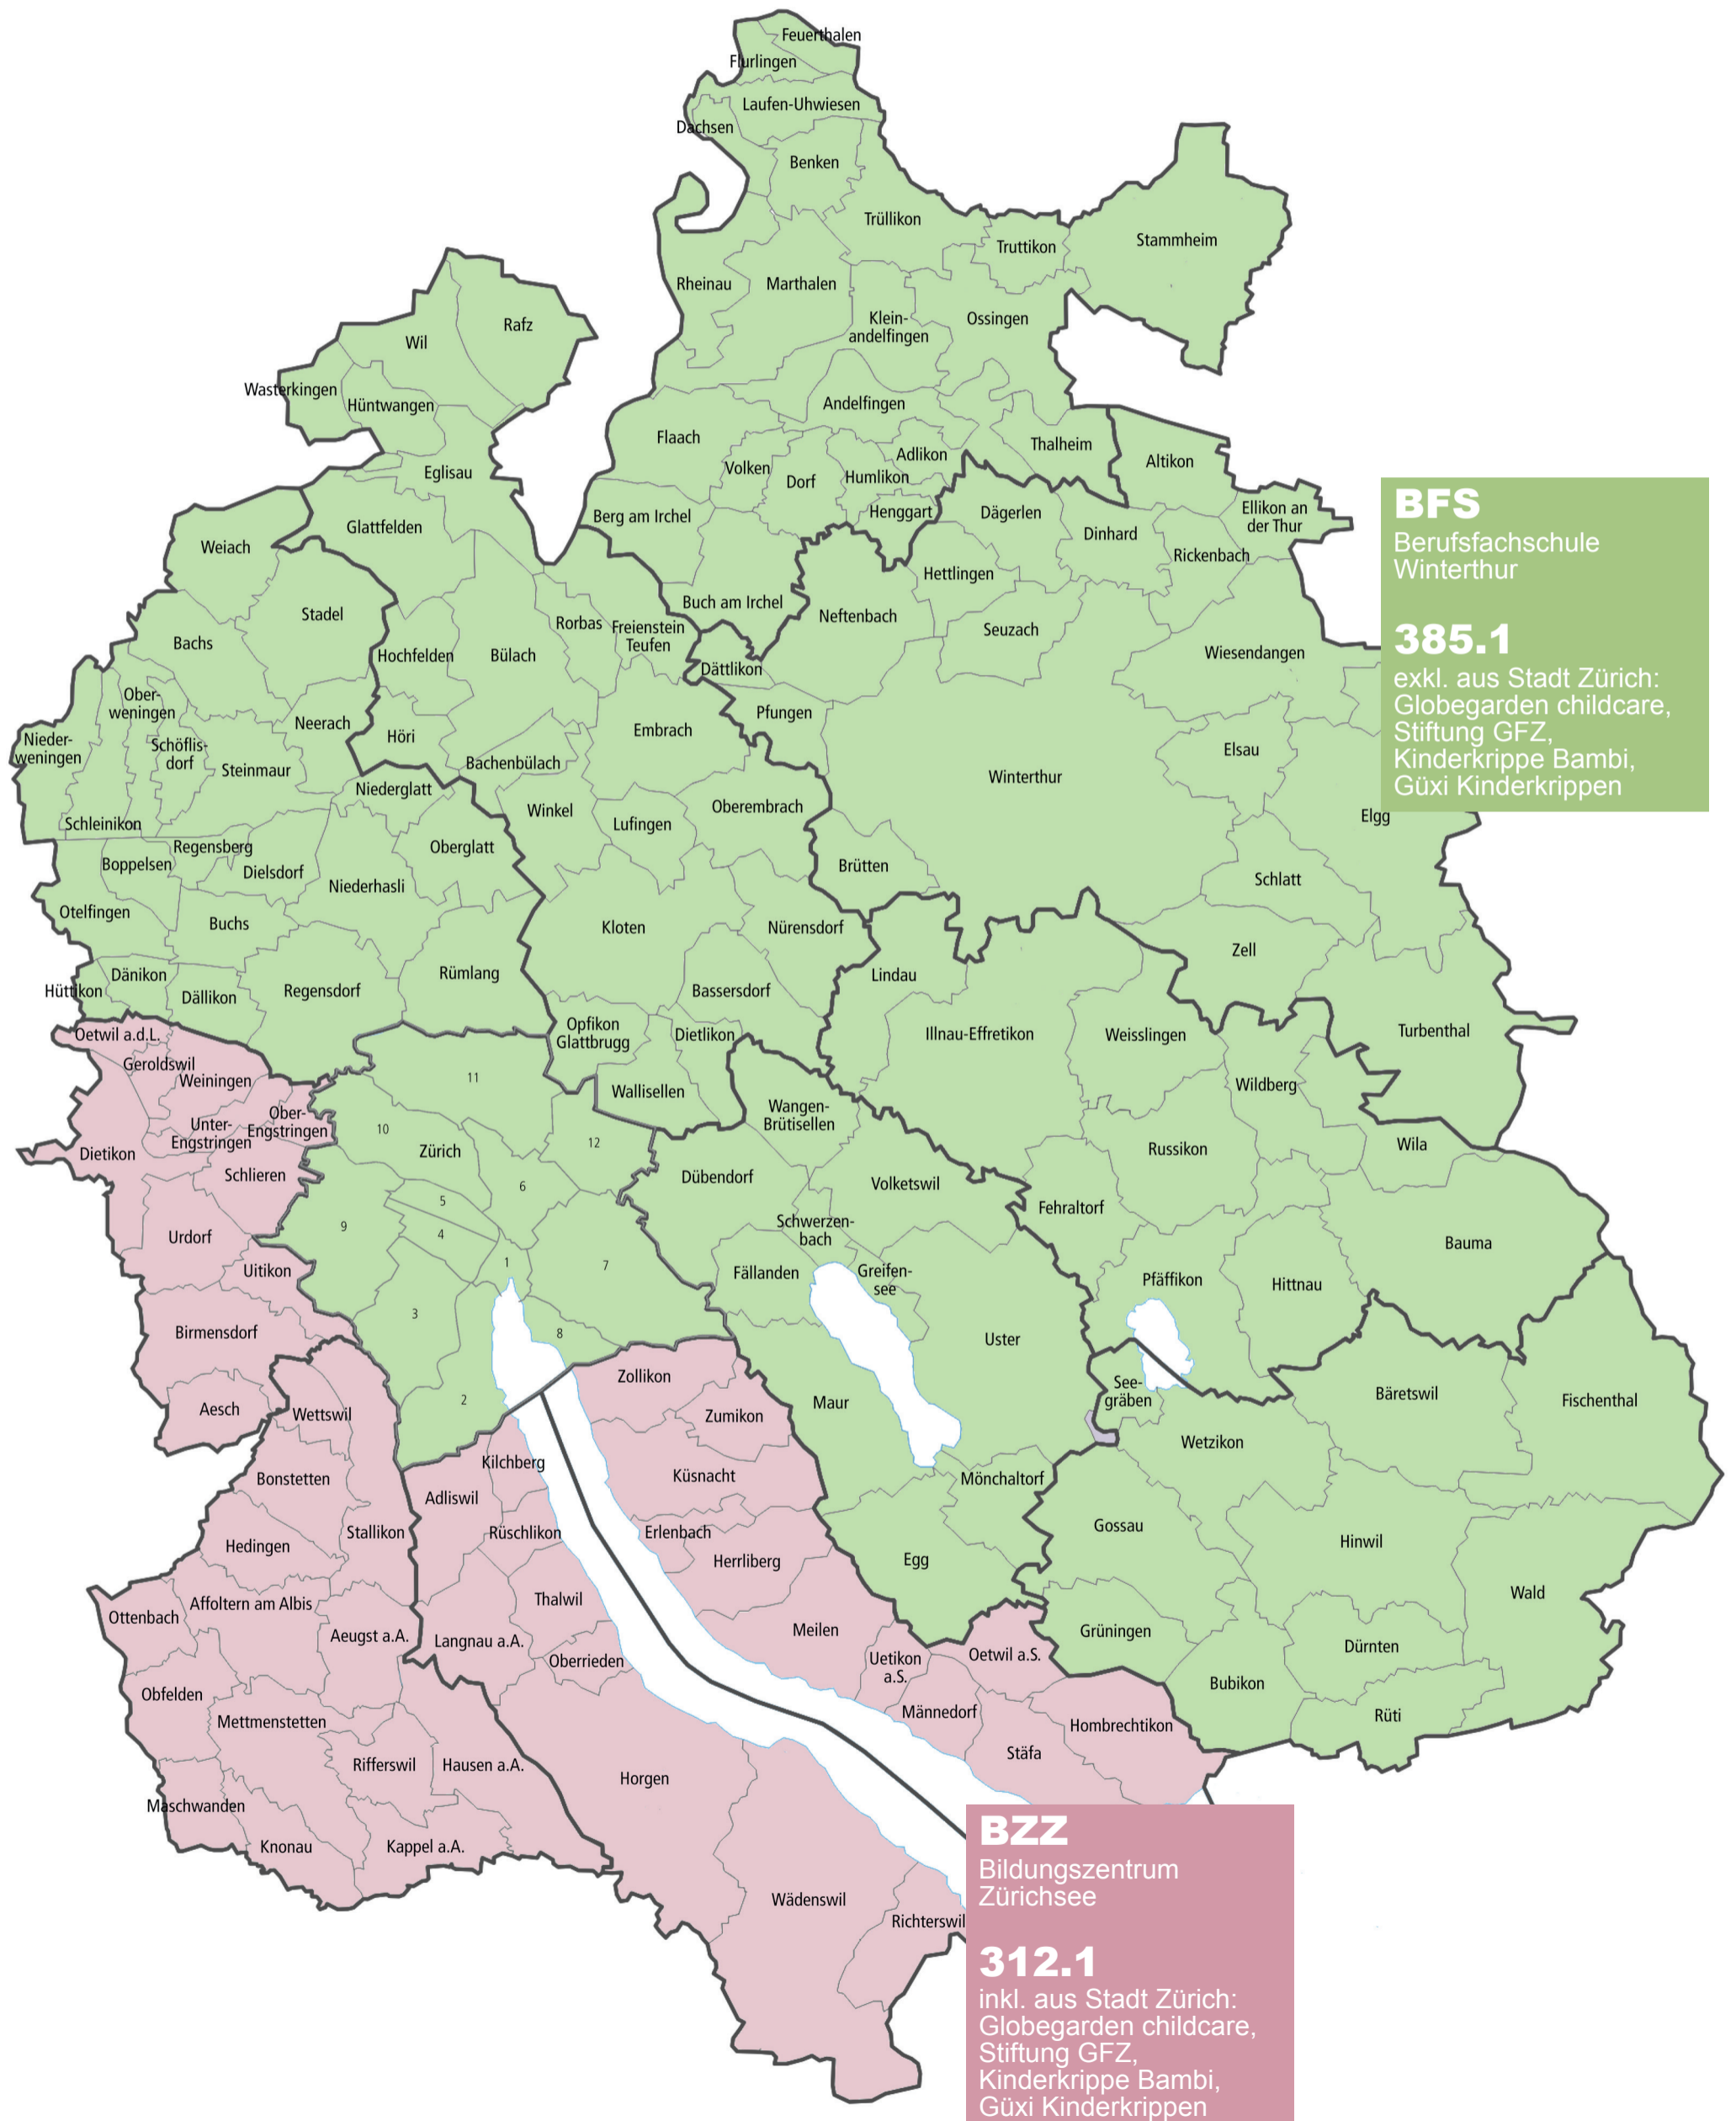 Feuerthalen
Flurlingen
Laufen-Uhwiesen
Dachsen
Benken
Trüllikon
Truttikon
Stammheim
Rheinau
Marthalen
Klein-
andelfingen
Ossingen
Rafz
Wil
Wasterkingen
Hüntwangen
Andelfingen
Flaach
Thalheim
Adlikon
Altikon
Volken
Dorf
Humlikon
Eglisau
Henggart
Berg am Irchel
Dägerlen
Ellikon an
der Thur
Glattfelden
Dinhard
Rickenbach
Weiach
Hettlingen
Buch am Irchel
Neftenbach
Stadel
Rorbas
Freienstein
Teufen
Seuzach
Bachs
Hochfelden
Bülach
Dättlikon
Wiesendangen
Ober-
weningen
Pfungen
Neerach
Embrach
Höri
Nieder-
weningen
Schöflis-
dorf
Steinmaur
Bachenbülach
Elsau
Winterthur
Niederglatt
Winkel
Oberembrach
Lufingen
Elgg
Schleinikon
Regensberg
Oberglatt
Boppelsen
Dielsdorf
Niederhasli
Brütten
Schlatt
Otelfingen
Buchs
Kloten
Nürensdorf
Zell
Hüttikon
Dänikon
Dällikon
Regensdorf
Rümlang
Bassersdorf
Lindau
Opfikon
Glattbrugg
Dietlikon
Illnau-Effretikon
Weisslingen
Turbenthal
Oetwil a.d.L.
Geroldswil
Weiningen
11
Wallisellen
Wildberg
Wangen-
Brütisellen
Ober-
Engstringen
Unter-
Engstringen
10
Zürich
12
Russikon
Wila
Dietikon
Schlieren
Dübendorf
Volketswil
6
5
9
4
Fehraltorf
Schwerzen-
bach
Urdorf
Bauma
Uitikon
1
7
Fällanden
Greifen-
see
Pfäffikon
Hittnau
3
Birmensdorf
8
Uster
Zollikon
See-
gräben
Bäretswil
Fischenthal
Aesch
Wettswil
2
Zumikon
Maur
Wetzikon
Kilchberg
Bonstetten
Adliswil
Küsnacht
Mönchaltorf
Gossau
Stallikon
Rüschlikon
Erlenbach
Hedingen
Herrliberg
Egg
Hinwil
Wald
Ottenbach
Affoltern am Albis
Thalwil
Aeugst a.A.
Langnau a.A.
Meilen
Grüningen
Dürnten
Oberrieden
Uetikon
a.S.
Oetwil a.S.
Obfelden
Bubikon
Mettmenstetten
Männedorf
Hombrechtikon
Rüti
Rifferswil
Hausen a.A.
Horgen
Stäfa
Maschwanden
Knonau
Kappel a.A.
Wädenswil
Richterswil
BFS
Berufsfachschule
Winterthur
385.1
exkl. aus Stadt Zürich:
Globegarden childcare,
Stiftung GFZ,
Kinderkrippe Bambi,
Güxi Kinderkrippen
BZZ
Bildungszentrum
Zürichsee
312.1
inkl. aus Stadt Zürich:
Globegarden childcare,
Stiftung GFZ,
Kinderkrippe Bambi,
Güxi Kinderkrippen